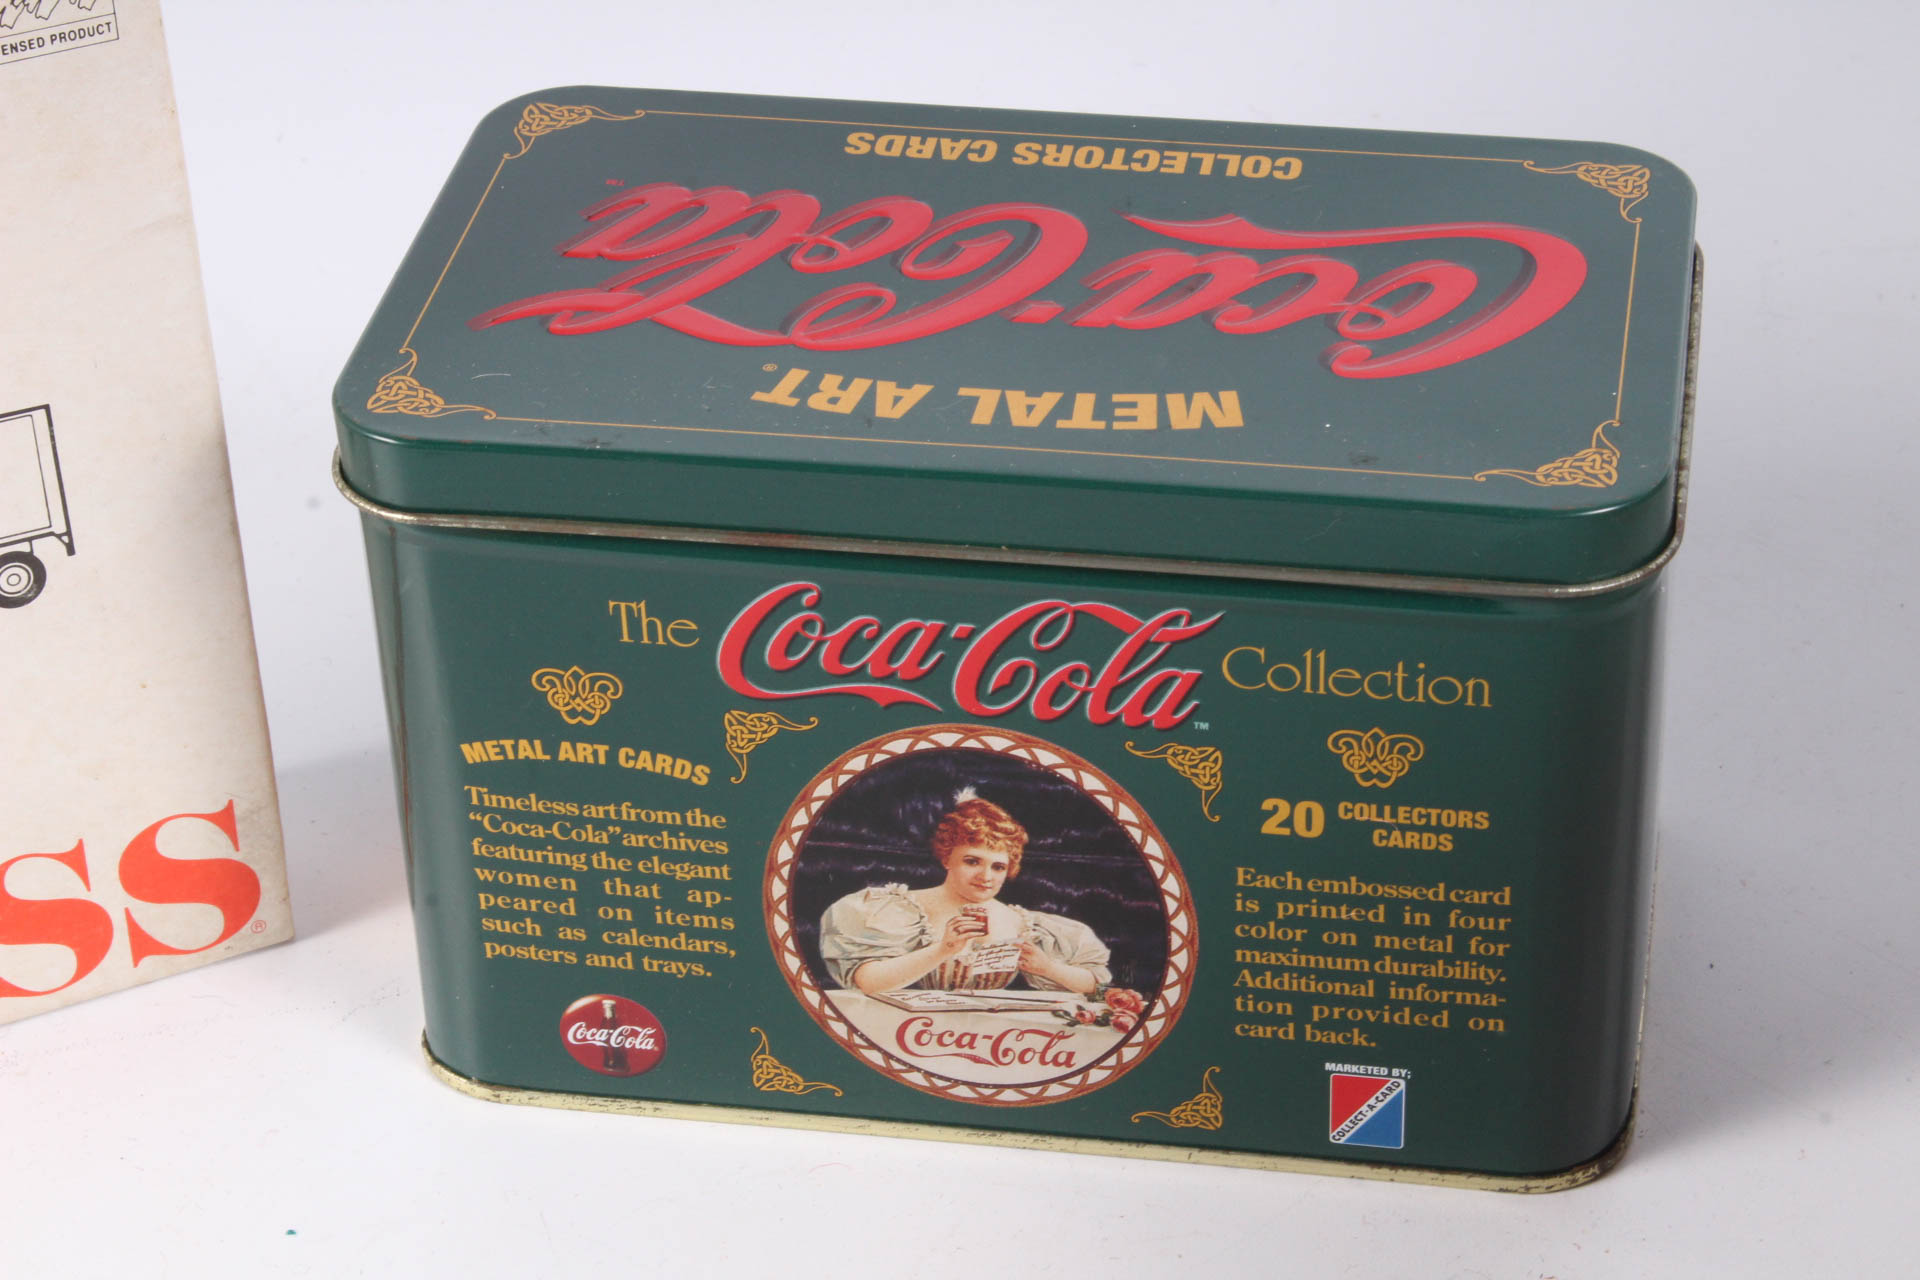 ENSED PRODUCT
SS®
COLLECTORS CARDS
Coca-Cola™
METAL ART®
The Coca-Cola™ Collection
METAL ART CARDS
Timeless art from the
"Coca-Cola" archives
featuring the elegant
women that ap-
peared on items
such as calendars,
posters and trays.
Coca-Cola
Coca-Cola
20 COLLECTORS
CARDS
Each embossed card
is printed in four
color on metal for
maximum durability.
Additional informa-
tion provided on
card back.
MARKETED BY;
COLLECT-A-CARD